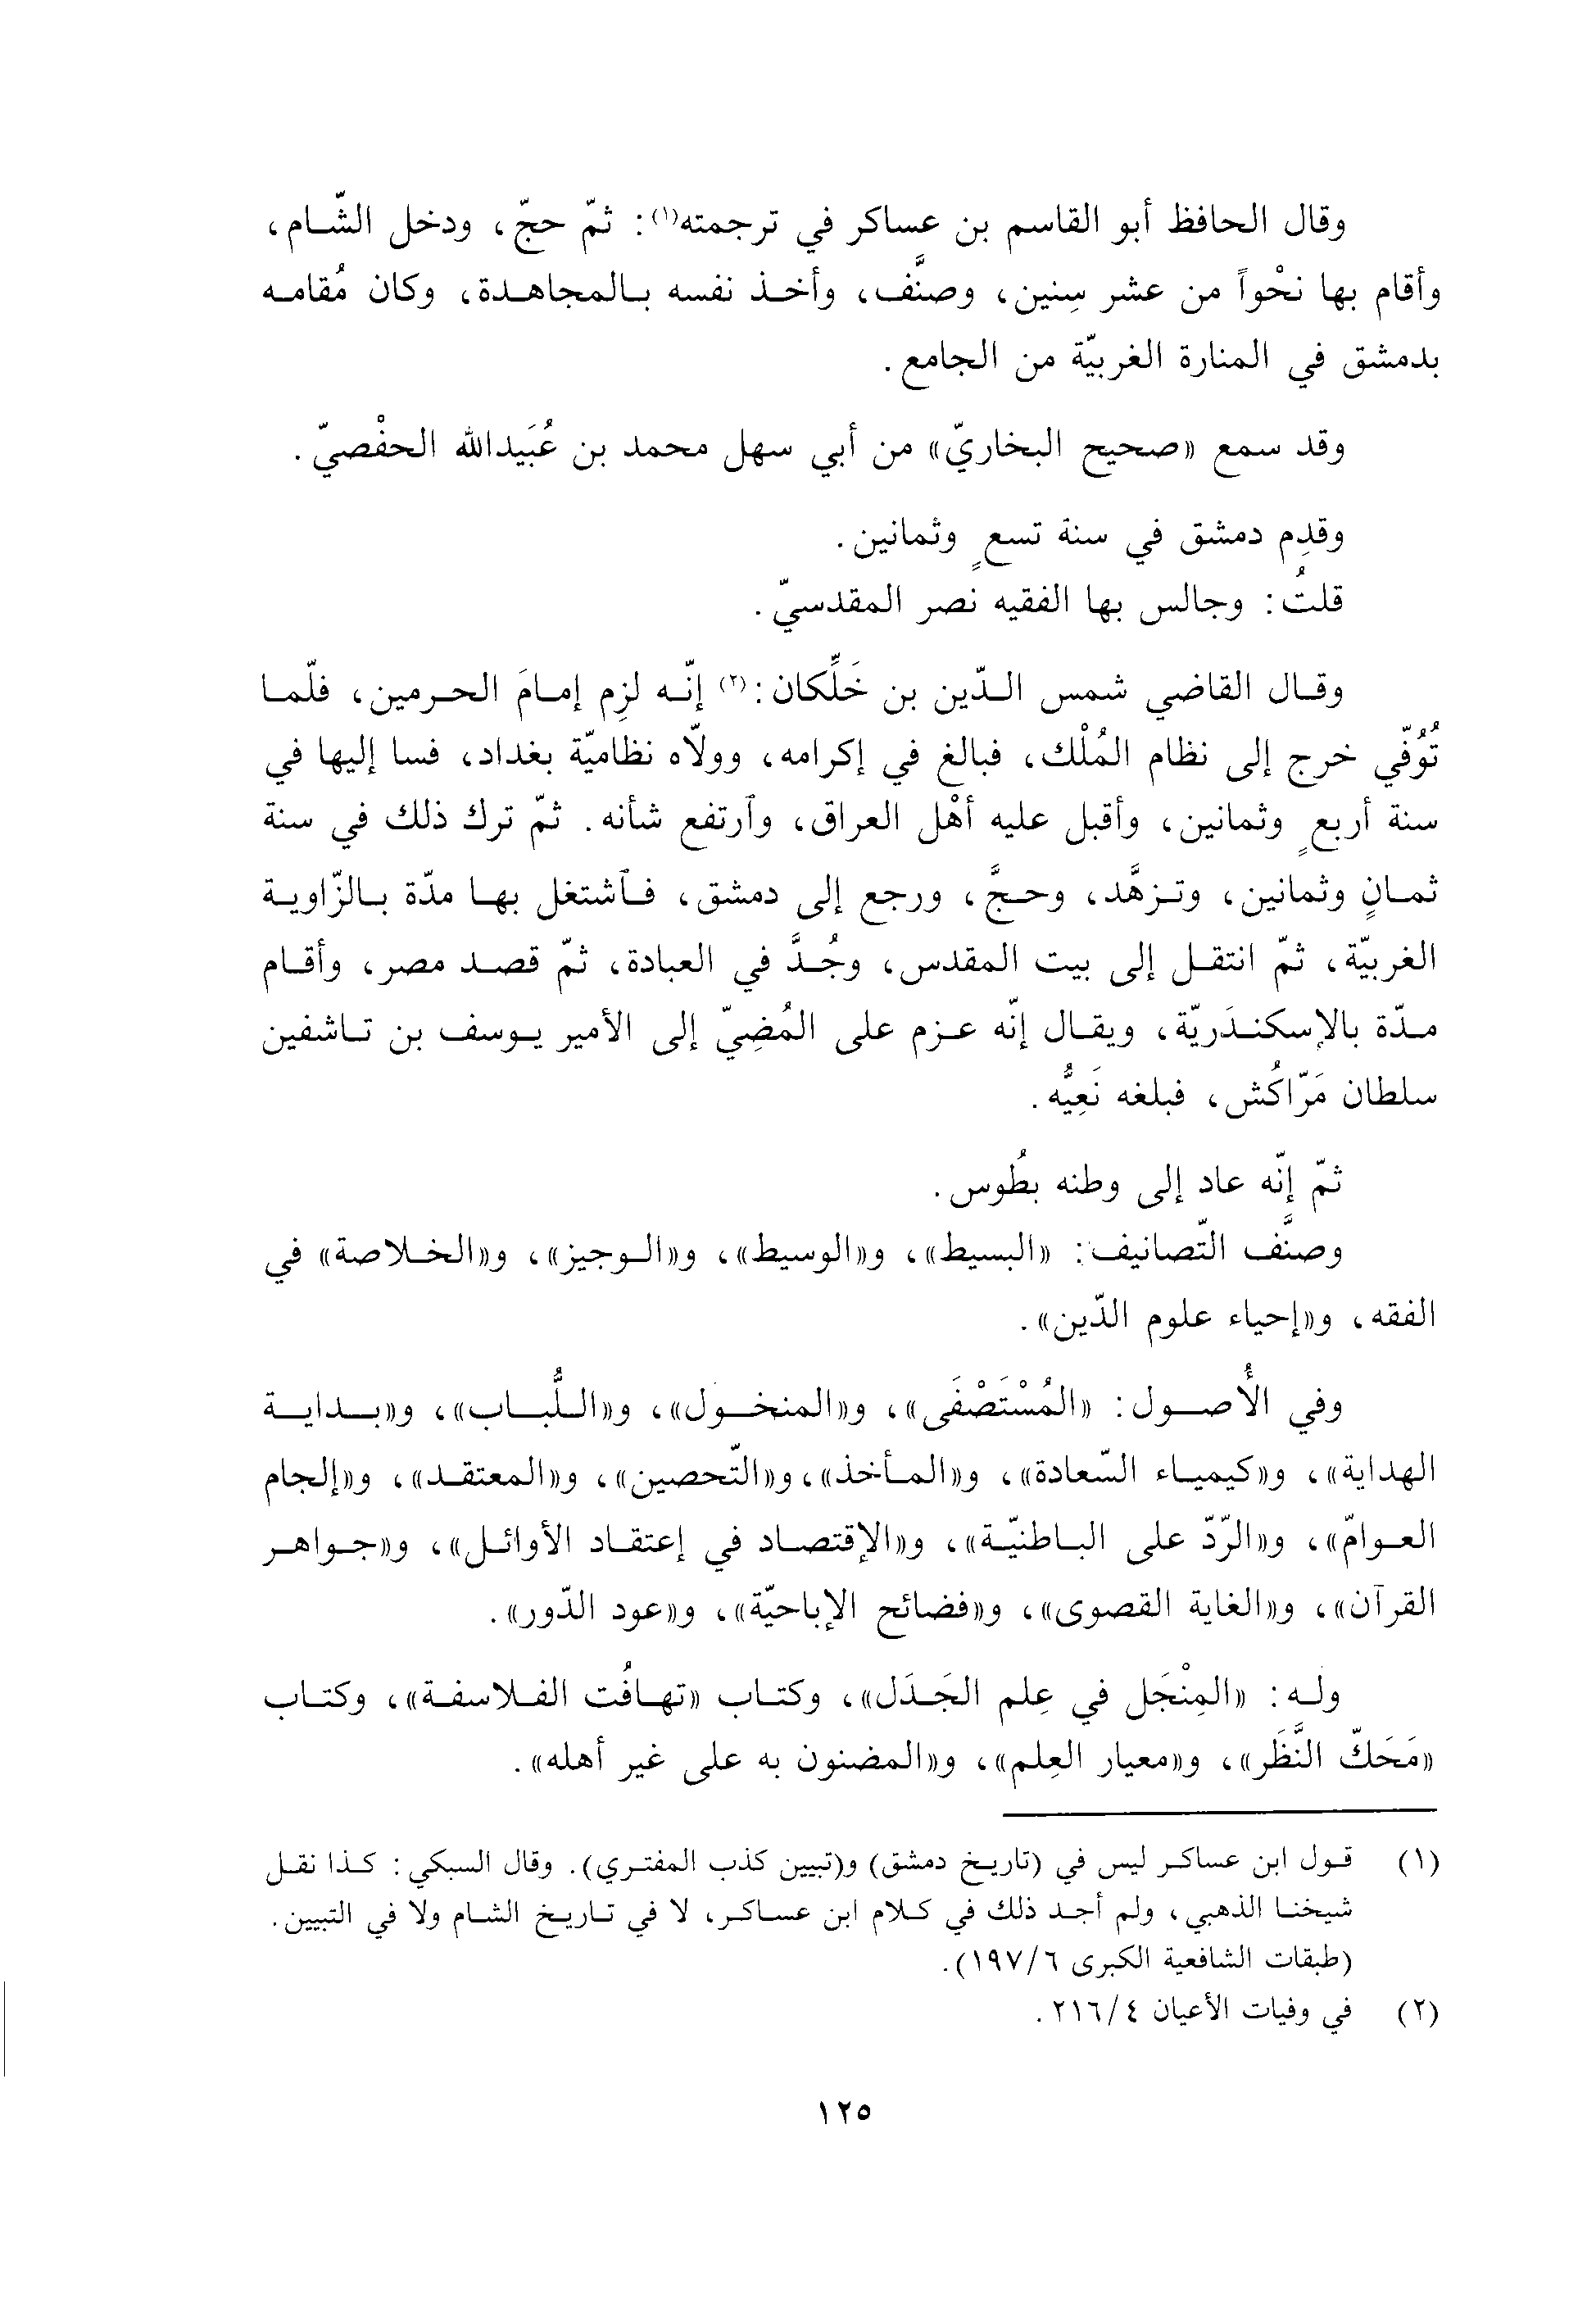 وقال الحافظ أبو القاسم بن عساكر في ترجمته(١): ثمّ حجّ، ودخل الشّام،
وأقام بها نحْواً من عشر سِنين، وصنَّف، وأخذ نفسه بالمجاهدة، وكان مُقامه
بدمشق في المنارة الغربيّة من الجامع.
وقد سمع «صحيح البخاريّ» من أبي سهل محمد بن عُبَيدالله الحفْصيّ.
وقدِم دمشق في سنة تسعٍ وثمانين.
قلتُ: وجالس بها الفقيه نصر المقدسيّ.
وقال القاضي شمس الدّين بن خَلِّكان:(٢) إنّه لزِم إمامَ الحرمين، فلّما
تُوُفّي خرج إلى نظام المُلْك، فبالغ في إكرامه، وولّاه نظاميّة بغداد، فسا إليها في
سنة أربعٍ وثمانين، وأقبل عليه أهْل العراق، وٱرتفع شأنه. ثمّ ترك ذلك في سنة
ثمانٍ وثمانين، وتزهَّد، وحجَّ، ورجع إلى دمشق، فٱشتغل بها مدّة بالزّاوية
الغربيّة، ثمّ انتقل إلى بيت المقدس، وجُدَّ في العبادة، ثمّ قصد مصر، وأقام
مدّة بالإسكندَريّة، ويقال إنّه عزم على المُضِيّ إلى الأمير يوسف بن تاشفين
سلطان مَرّاكُش، فبلغه نَعِيُّه.
ثمّ إنّه عاد إلى وطنه بطُوس.
وصنَّف التّصانيف: «البسيط»، و«الوسيط»، و«الوجيز»، و«الخلاصة» في
الفقه، و«إحياء علوم الدّين».
وفي الأُصول: «المُسْتَصْفَى»، و«المنخول»، و«اللُّباب»، و«بداية
الهداية»، و«كيمياء السّعادة»، و«المأخذ»، و«التّحصين»، و«المعتقد»، و«إلجام
العوامّ»، و«الرّدّ على الباطنيّة»، و«الإقتصاد في إعتقاد الأوائل»، و«جواهر
القرآن»، و«الغاية القصوى»، و«فضائح الإباحيّة»، و«عود الدّور».
وله: «المِنْجَل في عِلم الجَدَل»، وكتاب «تهافُت الفلاسفة»، وكتاب
«مَحَكّ النَّظَر»، و«معيار العِلم»، و«المضنون به على غير أهله».
(١) قول ابن عساكر ليس في (تاريخ دمشق) و(تبيين كذب المفتري). وقال السبكي: كذا نقل
شيخنا الذهبي، ولم أجد ذلك في كلام ابن عساكر، لا في تاريخ الشام ولا في التبيين.
(طبقات الشافعية الكبرى ٦/١٩٧).
(٢) في وفيات الأعيان ٤/٢١٦.
١٢٥